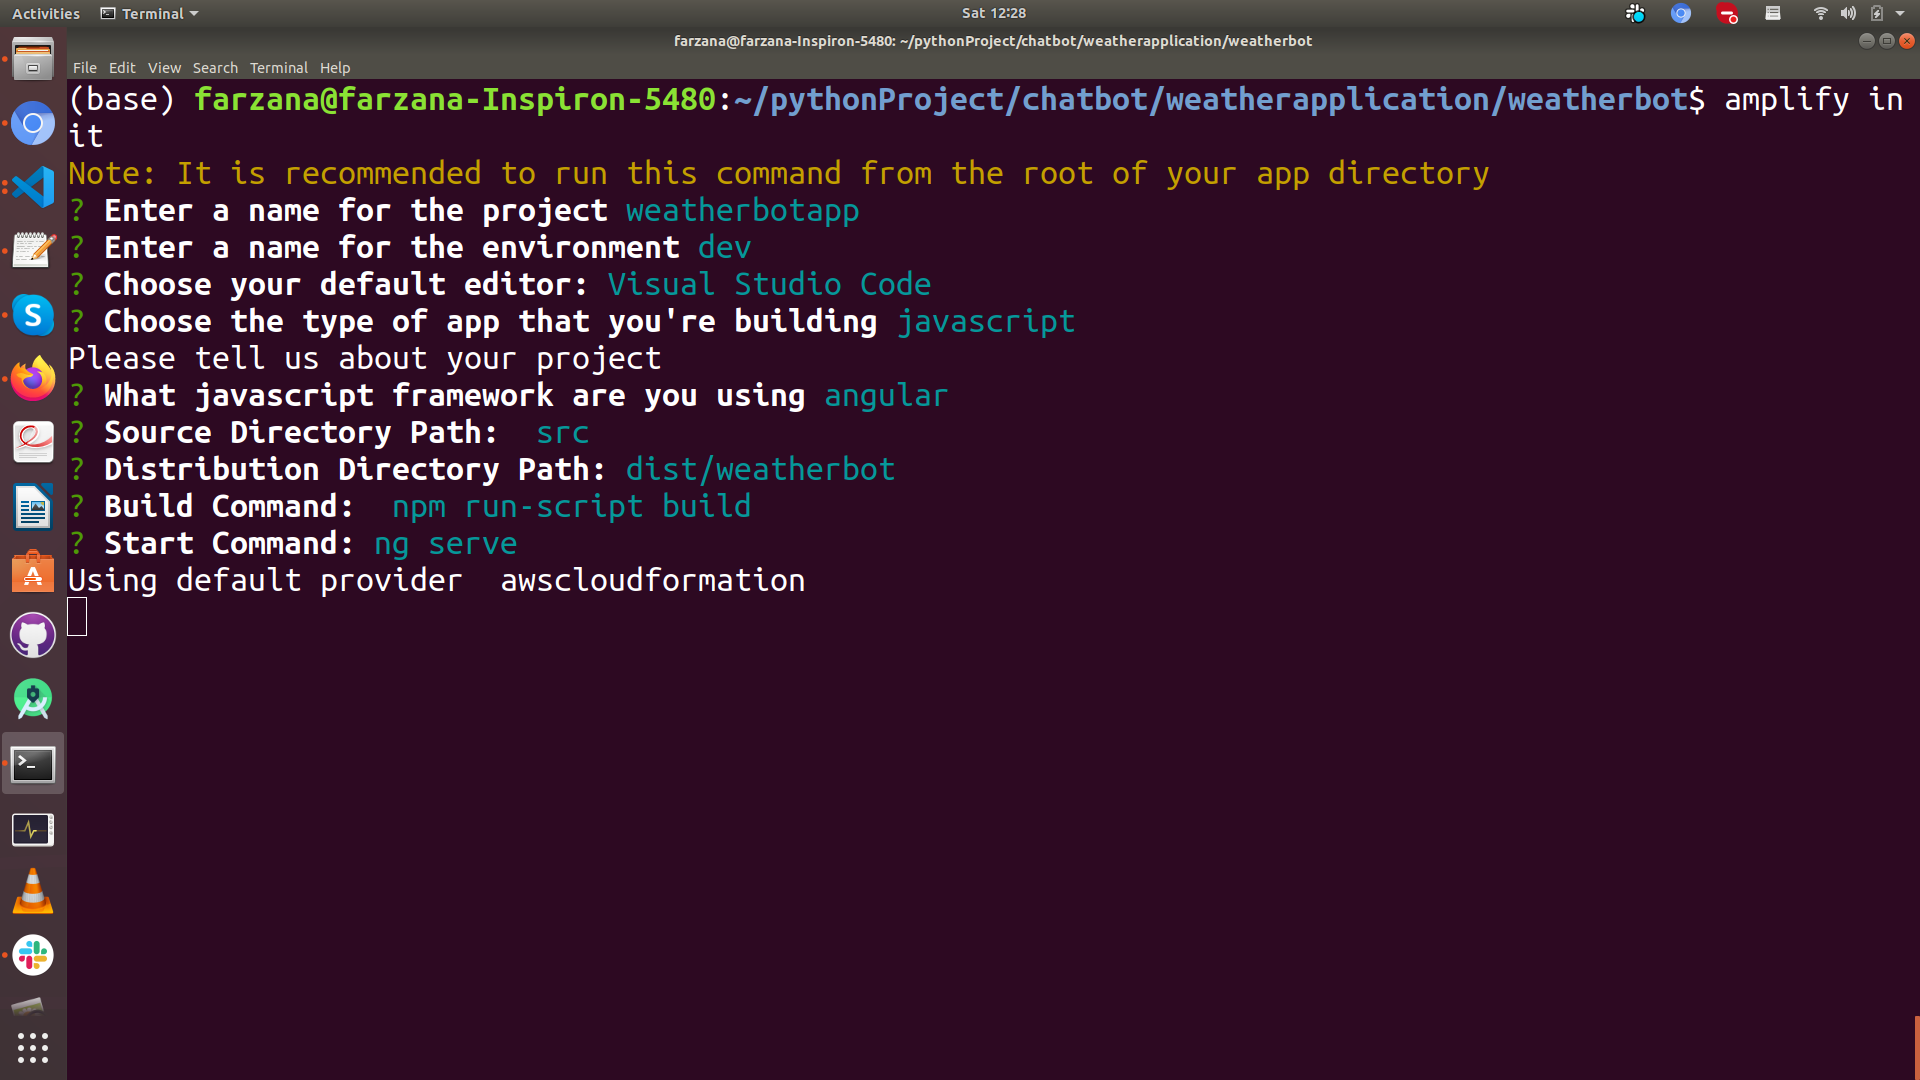 Activities Terminal Sat 12:28
farzana@farzana-Inspiron-5480: ~/pythonProject/chatbot/weatherapplication/weatherbot
File Edit View Search Terminal Help
(base) farzana@farzana-Inspiron-5480:~/pythonProject/chatbot/weatherapplication/weatherbot$ amplify in
it
Note: It is recommended to run this command from the root of your app directory
? Enter a name for the project weatherbotapp
? Enter a name for the environment dev
? Choose your default editor: Visual Studio Code
? Choose the type of app that you're building javascript
Please tell us about your project
? What javascript framework are you using angular
? Source Directory Path:  src
? Distribution Directory Path: dist/weatherbot
? Build Command:  npm run-script build
? Start Command: ng serve
Using default provider  awscloudformation